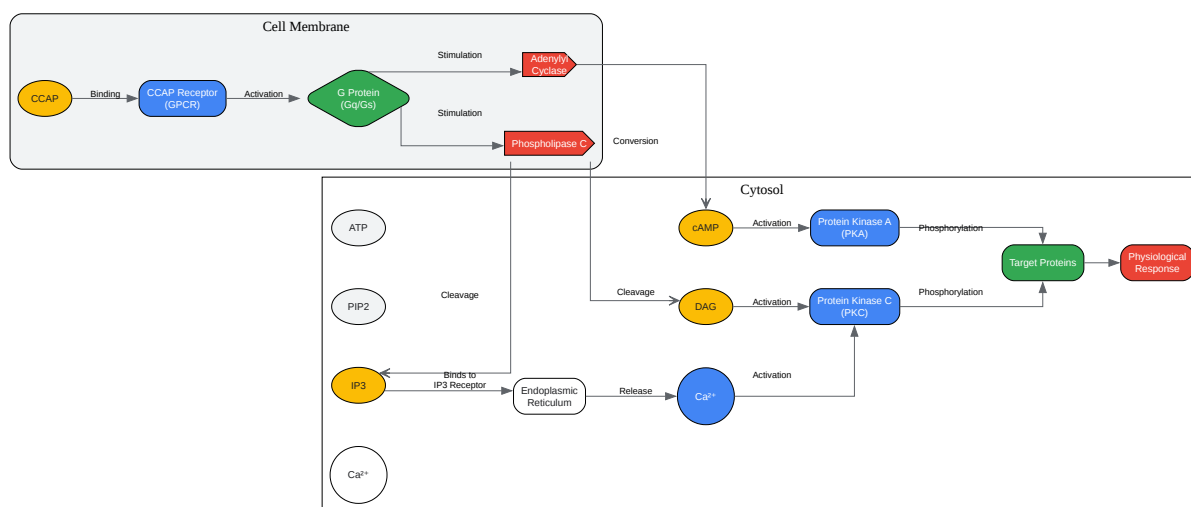 Cell Membrane
CCAP
Binding
CCAP Receptor
(GPCR)
Activation
G Protein
(Gq/Gs)
Stimulation
Adenylyl
Cyclase
Stimulation
Phospholipase C
Conversion
Cytosol
ATP
cAMP
Activation
Protein Kinase A
(PKA)
Phosphorylation
Target Proteins
Physiological
Response
PIP2
Cleavage
Cleavage
DAG
Activation
Protein Kinase C
(PKC)
Phosphorylation
IP3
Binds to
IP3 Receptor
Endoplasmic
Reticulum
Release
Ca²⁺
Activation
Ca²⁺